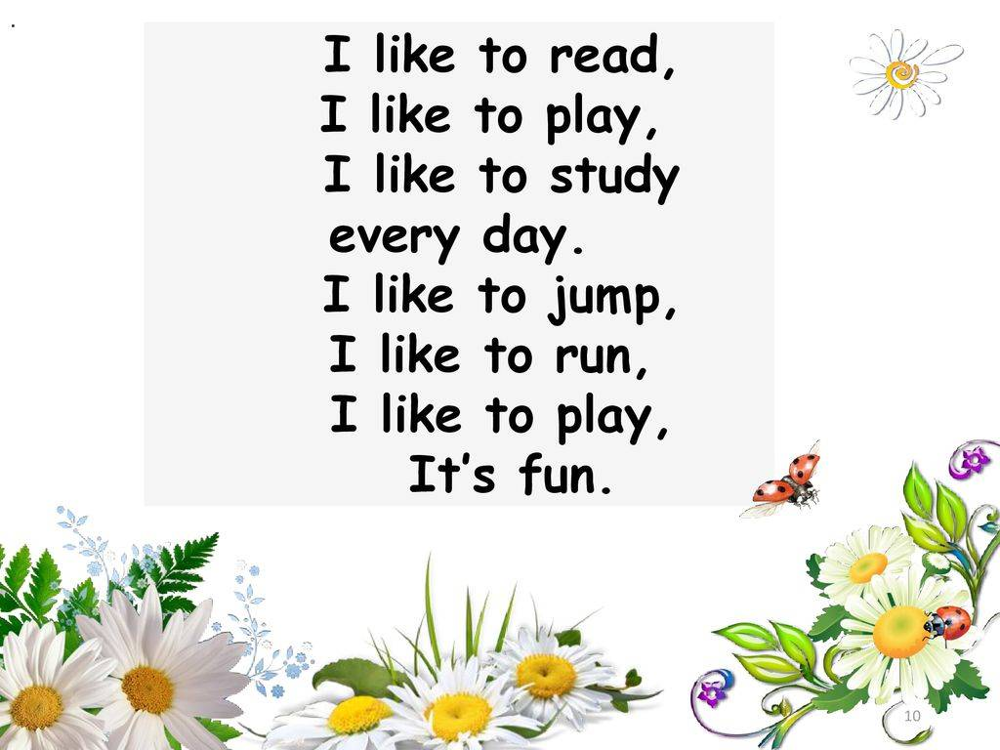 .
I like to read,
I like to play,
I like to study
every day.
I like to jump,
I like to run,
I like to play,
It’s fun.
10